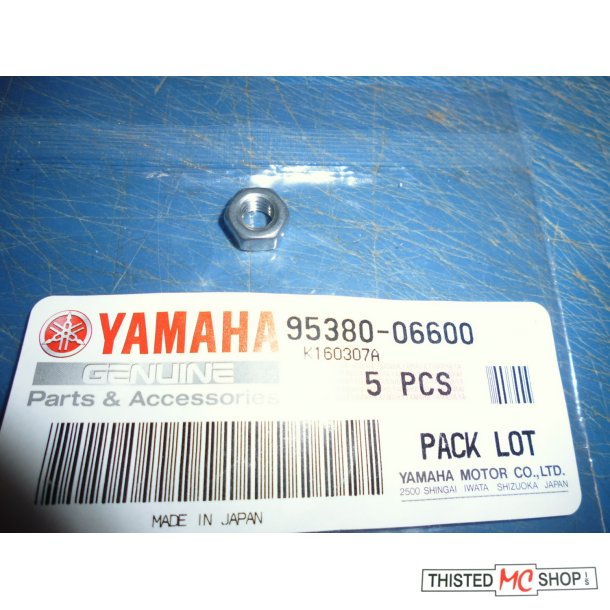 YAMAHA
95380-06600
K160307A
GENUINE
5 PCS
Parts & Accessories
PACK LOT
YAMAHA MOTOR CO., LTD.
2500 SHINGAI IWATA SHIZUOKA JAPAN
MADE IN JAPAN
THISTED MC SHOP I/S